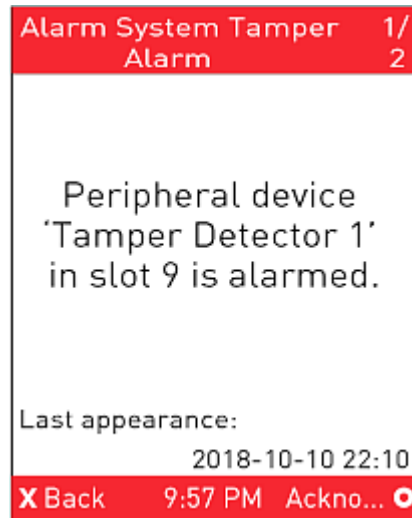 Alarm System Tamper 1/
Alarm 2
Peripheral device
'Tamper Detector 1'
in slot 9 is alarmed.
Last appearance:
2018-10-10 22:10
X Back 9:57 PM Ackno...